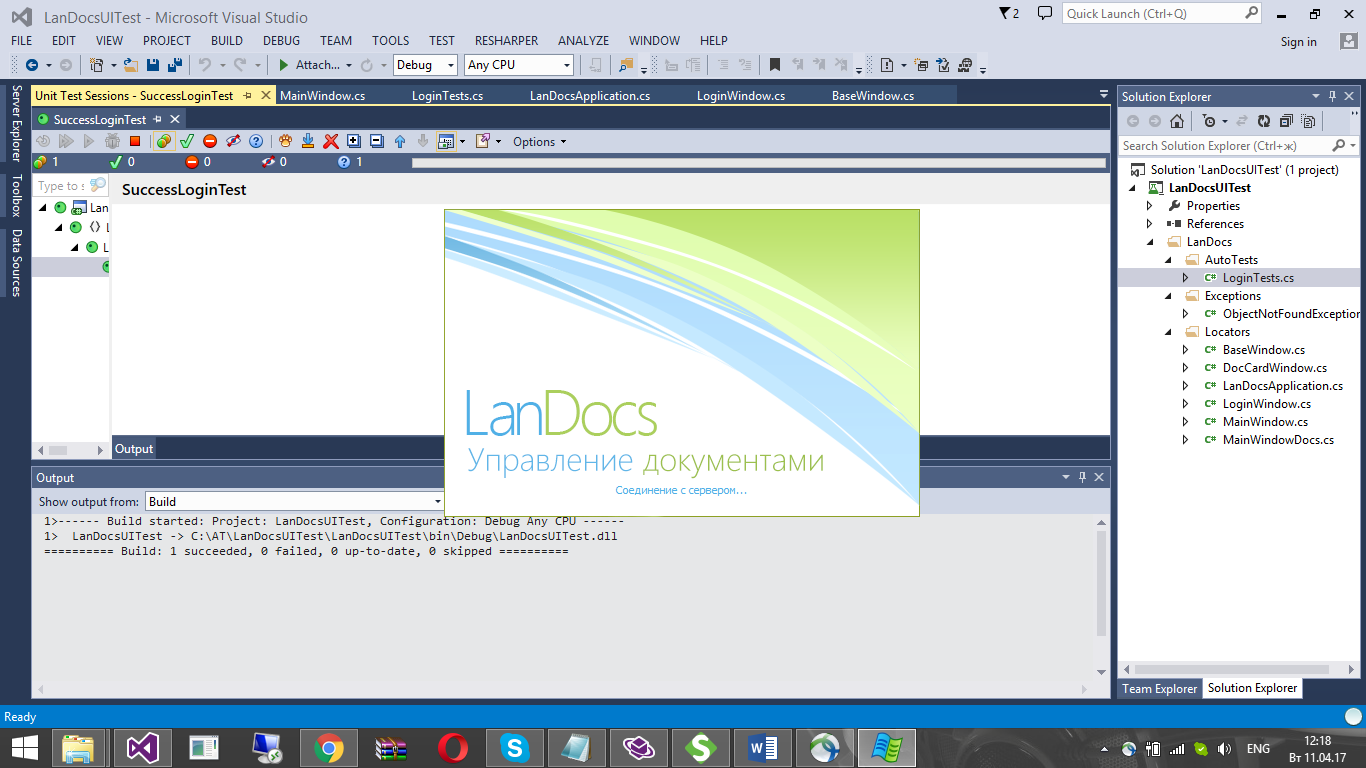 LanDocsUITest - Microsoft Visual Studio
2
Quick Launch (Ctrl+Q)
FILE EDIT VIEW PROJECT BUILD DEBUG TEAM TOOLS TEST RESHARPER ANALYZE WINDOW HELP
Sign in
Attach... Debug Any CPU
Server Explorer
Toolbox
Data Sources
Unit Test Sessions - SuccessLoginTest MainWindow.cs LoginTests.cs LanDocsApplication.cs LoginWindow.cs BaseWindow.cs
SuccessLoginTest
Options
1 0 0 0 1
Type to s
SuccessLoginTest
Lan
L
L
LanDocs
Управление документами
Соединение с сервером...
Output
Output
Show output from: Build
1>------ Build started: Project: LanDocsUITest, Configuration: Debug Any CPU ------
1> LanDocsUITest -> C:\AT\LanDocsUITest\LanDocsUITest\bin\Debug\LanDocsUITest.dll
========== Build: 1 succeeded, 0 failed, 0 up-to-date, 0 skipped ==========
Solution Explorer
Search Solution Explorer (Ctrl+ж)
Solution 'LanDocsUITest' (1 project)
LanDocsUITest
Properties
References
LanDocs
AutoTests
LoginTests.cs
Exceptions
ObjectNotFoundException
Locators
BaseWindow.cs
DocCardWindow.cs
LanDocsApplication.cs
LoginWindow.cs
MainWindow.cs
MainWindowDocs.cs
Team Explorer Solution Explorer
Ready
ENG
12:18
Вт 11.04.17